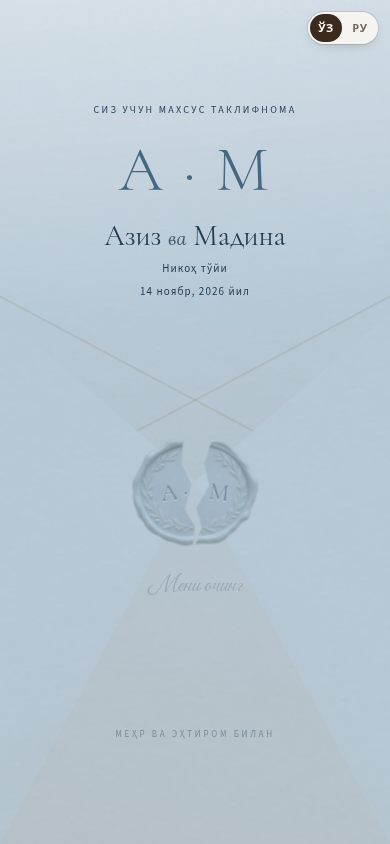 ЎЗ РУ
СИЗ УЧУН МАХСУС ТАКЛИФНОМА
А · М
Азиз ва Мадина
Никоҳ тўйи
14 ноябр, 2026 йил
А · М
Мени очинг
МЕҲР ВА ЭҲТИРОМ БИЛАН